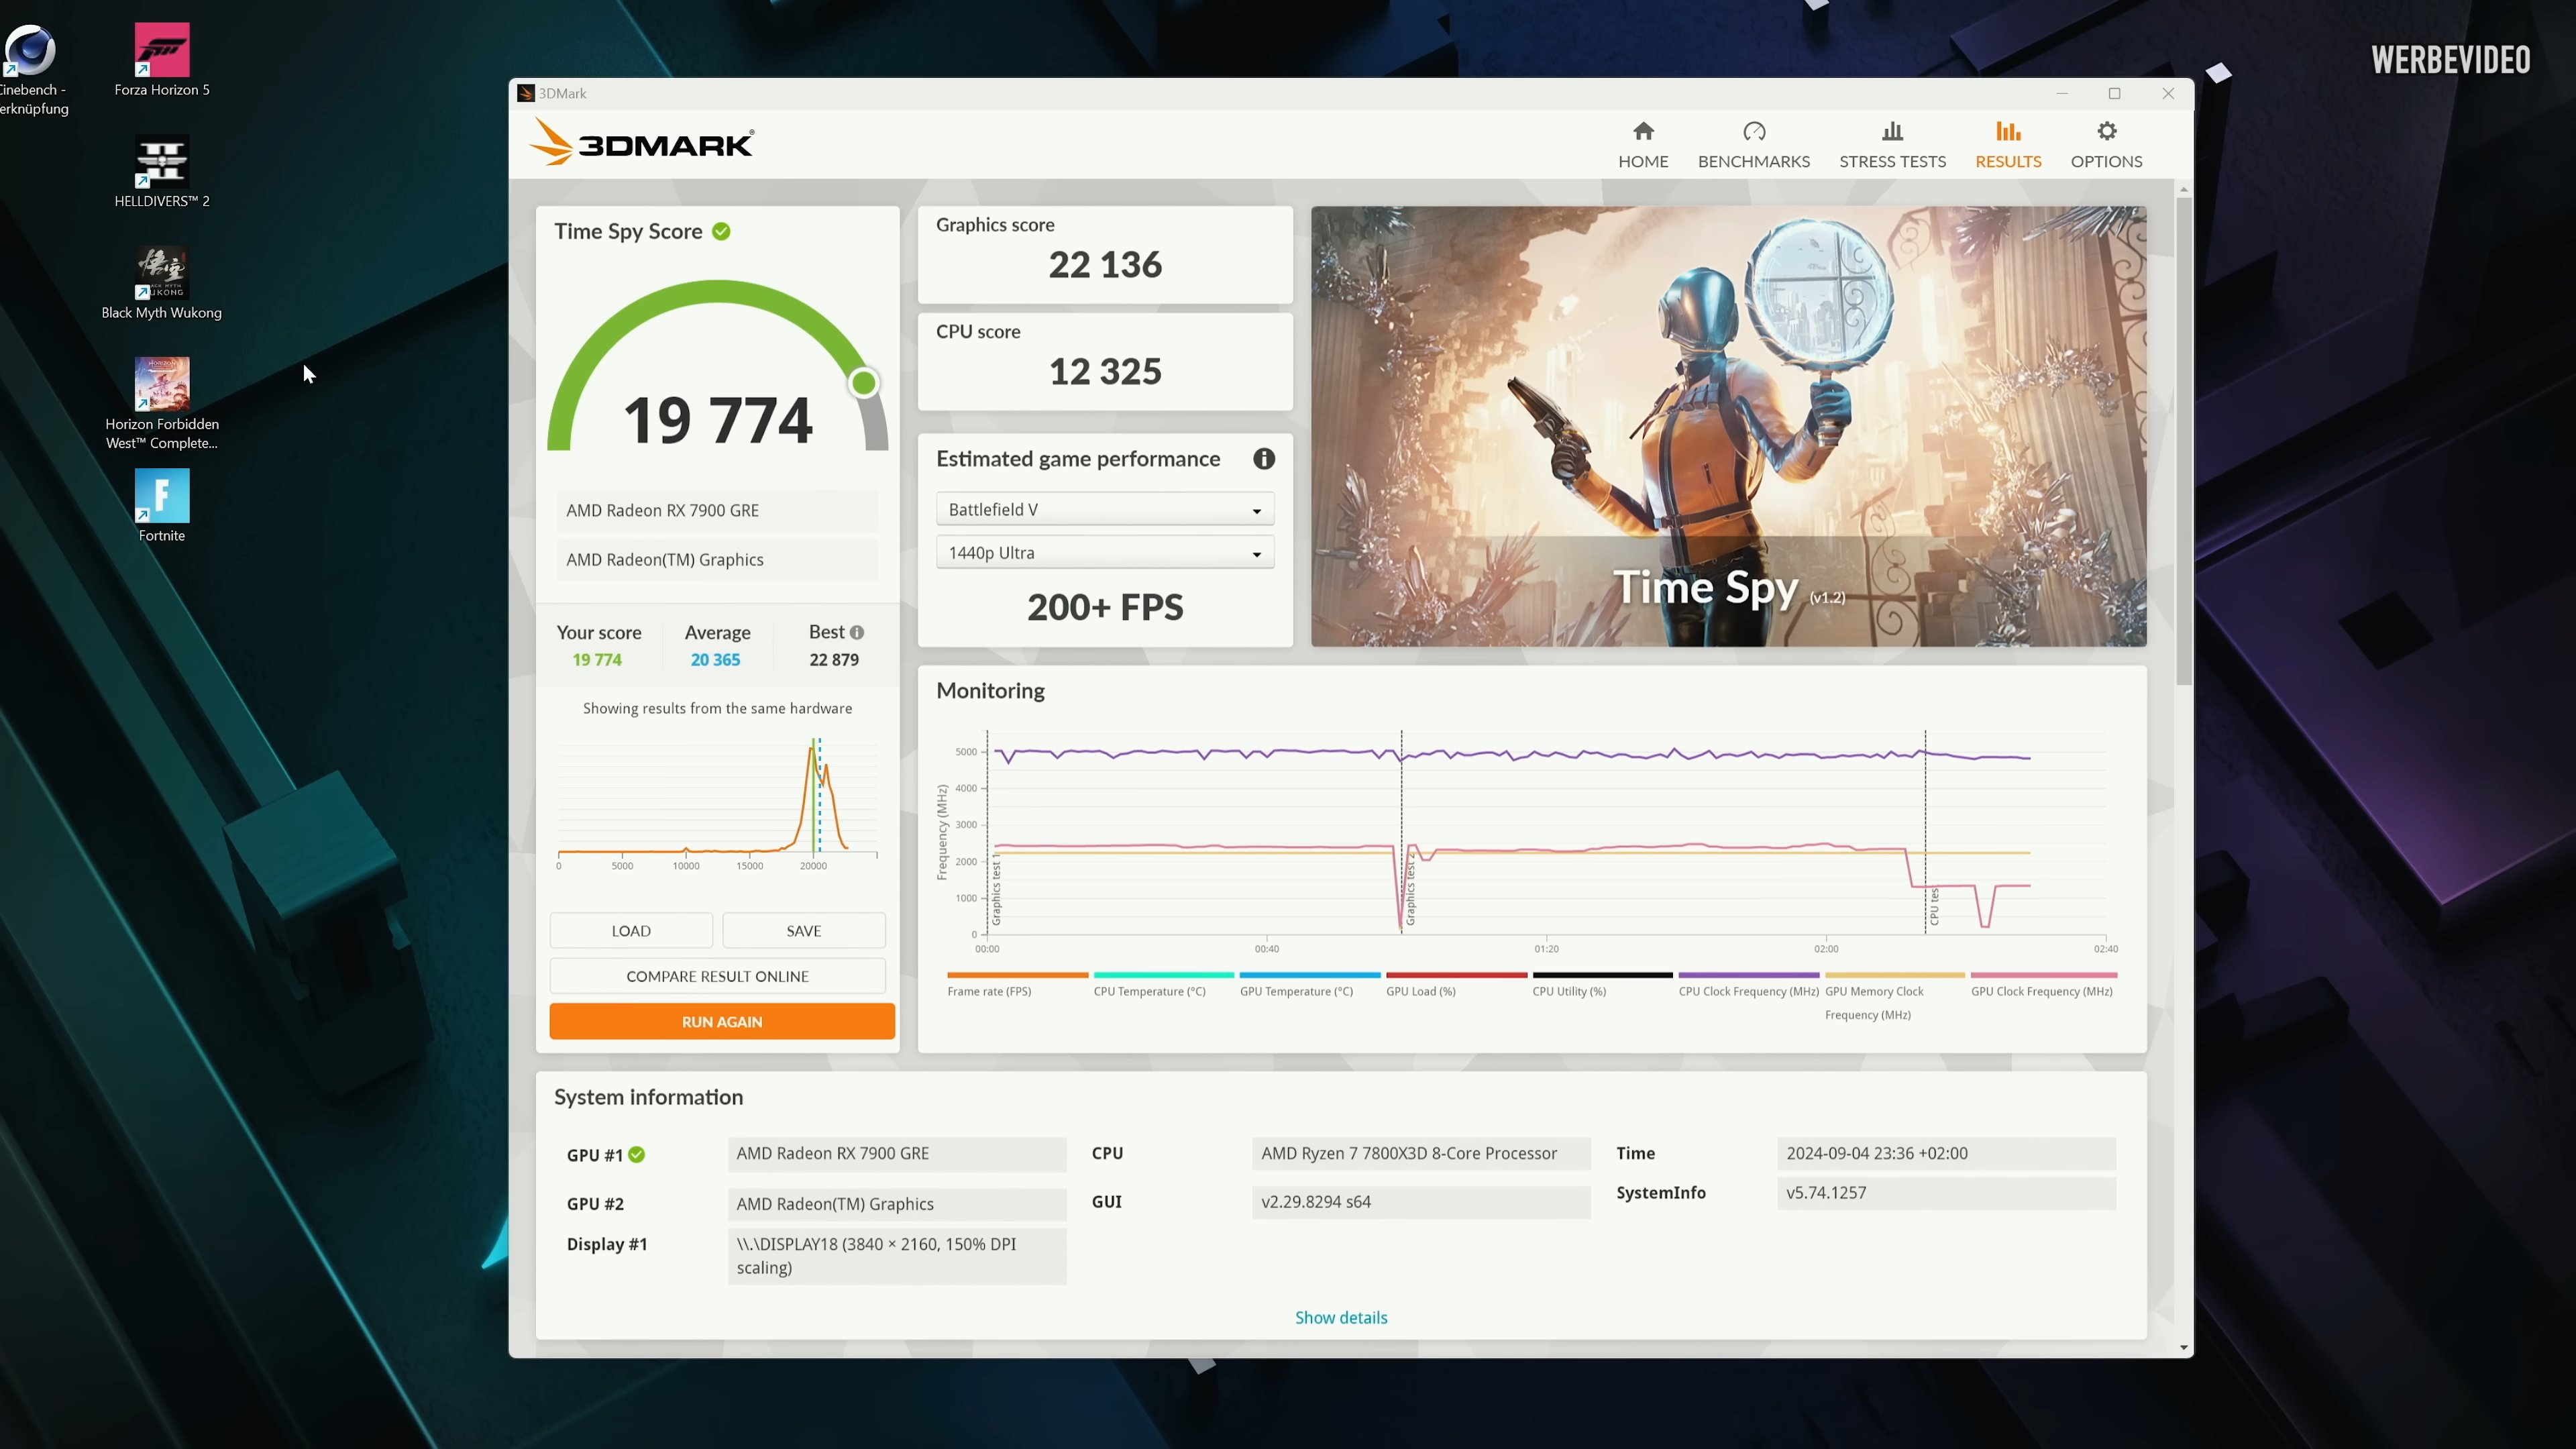 WERBEVIDEO
Cinebench -
erknüpfung
Forza Horizon 5
HELLDIVERS™ 2
悟空
Black Myth Wukong
Horizon Forbidden
West™ Complete...
F
Fortnite
3DMark
3DMARK®
HOME
BENCHMARKS
STRESS TESTS
RESULTS
OPTIONS
Time Spy Score
19 774
AMD Radeon RX 7900 GRE
AMD Radeon(TM) Graphics
Your score
Average
Best
19 774
20 365
22 879
Showing results from the same hardware
0
5000
10000
15000
20000
LOAD
SAVE
COMPARE RESULT ONLINE
RUN AGAIN
Graphics score
22 136
CPU score
12 325
Estimated game performance
Battlefield V
1440p Ultra
200+ FPS
Time Spy (v1.2)
Monitoring
Frequency (MHz)
5000
4000
3000
2000
1000
0
Graphics test 1
Graphics test 2
CPU tes
00:00
00:40
01:20
02:00
02:40
Frame rate (FPS)
CPU Temperature (°C)
GPU Temperature (°C)
GPU Load (%)
CPU Utility (%)
CPU Clock Frequency (MHz)
GPU Memory Clock
Frequency (MHz)
GPU Clock Frequency (MHz)
System information
GPU #1
AMD Radeon RX 7900 GRE
GPU #2
AMD Radeon(TM) Graphics
Display #1
\\.\DISPLAY18 (3840 × 2160, 150% DPI
scaling)
CPU
AMD Ryzen 7 7800X3D 8-Core Processor
GUI
v2.29.8294 s64
Time
2024-09-04 23:36 +02:00
SystemInfo
v5.74.1257
Show details